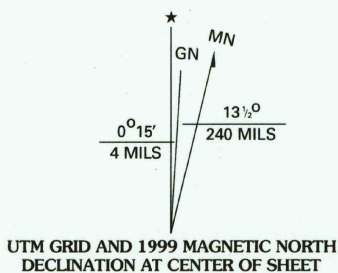 ★
GN
MN
0°15′
4 MILS
13½°
240 MILS
UTM GRID AND 1999 MAGNETIC NORTH
DECLINATION AT CENTER OF SHEET